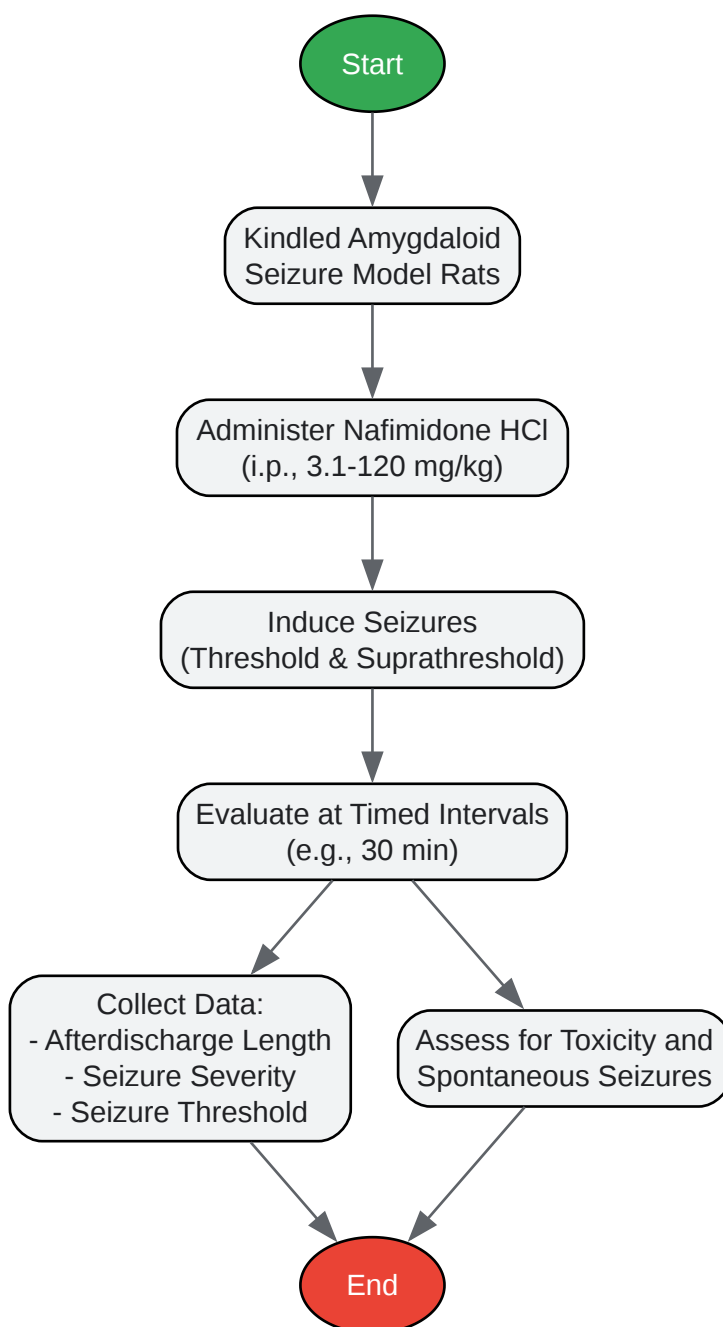 Start
Kindled Amygdaloid
Seizure Model Rats
Administer Nafimidone HCl
(i.p., 3.1-120 mg/kg)
Induce Seizures
(Threshold & Suprathreshold)
Evaluate at Timed Intervals
(e.g., 30 min)
Collect Data:
- Afterdischarge Length
- Seizure Severity
- Seizure Threshold
Assess for Toxicity and
Spontaneous Seizures
End